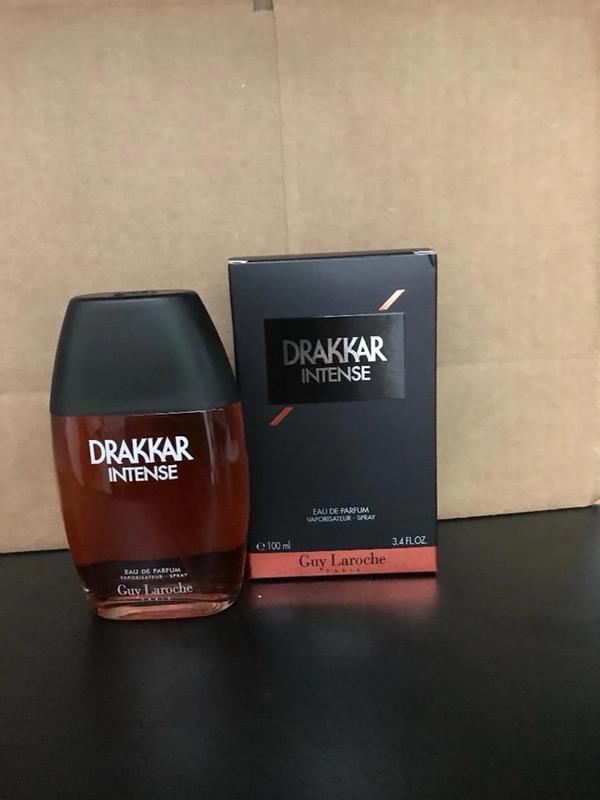 DRAKKAR
INTENSE
EAU DE PARFUM
VAPORISATEUR - SPRAY
Guy Laroche
PARIS
DRAKKAR
INTENSE
EAU DE PARFUM
VAPORISATEUR - SPRAY
℮ 100 ml
3.4 FL.OZ.
Guy Laroche
PARIS